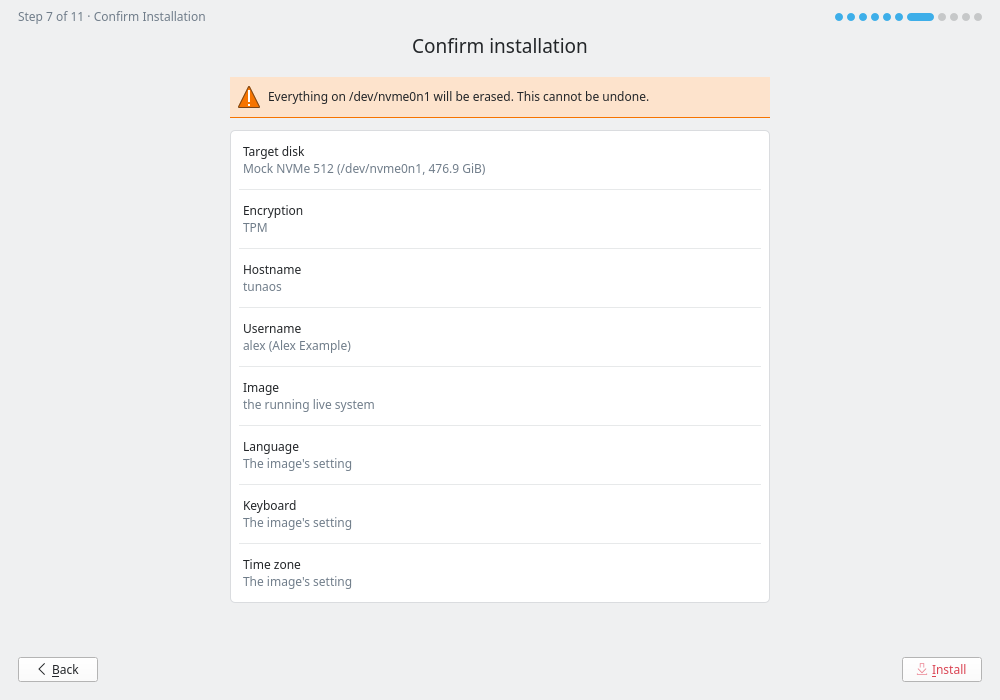 Step 7 of 11 · Confirm Installation
Confirm installation
Everything on /dev/nvme0n1 will be erased. This cannot be undone.
Target disk
Mock NVMe 512 (/dev/nvme0n1, 476.9 GiB)
Encryption
TPM
Hostname
tunaos
Username
alex (Alex Example)
Image
the running live system
Language
The image's setting
Keyboard
The image's setting
Time zone
The image's setting
Back
Install